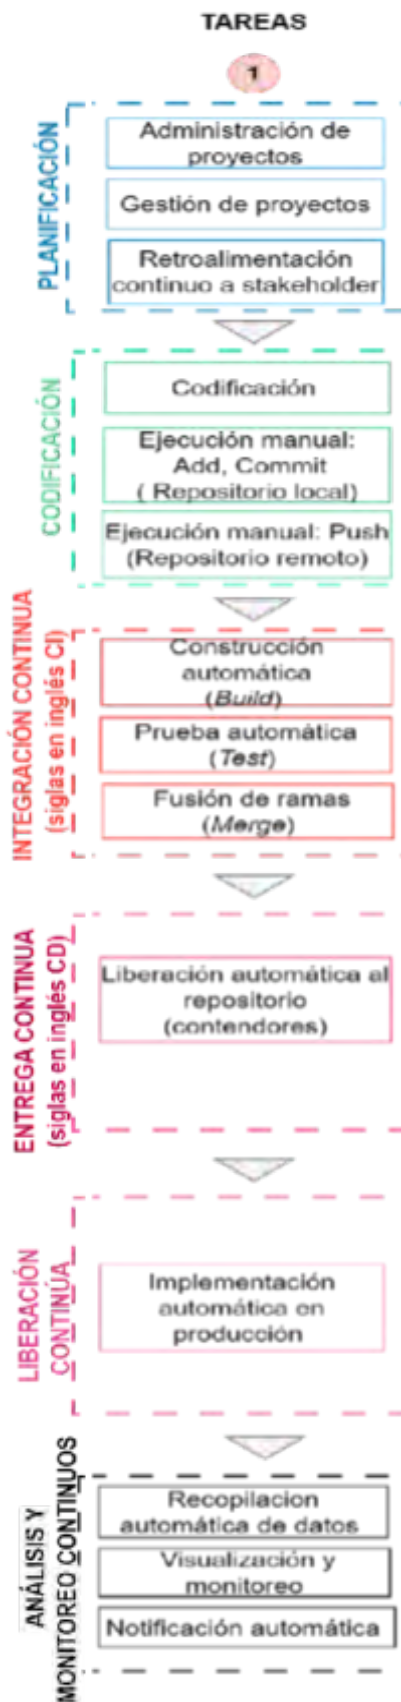 TAREAS
1
PLANIFICACIÓN
Administración de
proyectos
Gestión de proyectos
Retroalimentación
continuo a stakeholder
CODIFICACIÓN
Codificación
Ejecución manual:
Add, Commit
( Repositorio local)
Ejecución manual: Push
(Repositorio remoto)
INTEGRACIÓN CONTINUA
(siglas en inglés CI)
Construcción
automática
(Build)
Prueba automática
(Test)
Fusión de ramas
(Merge)
ENTREGA CONTINUA
(siglas en inglés CD)
Liberación automática al
repositorio
(contendores)
LIBERACIÓN
CONTINÚA
Implementación
automática en
producción
ANÁLISIS Y
MONITOREO CONTINUOS
Recopilacion
automática de datos
Visualización y
monitoreo
Notificación automática